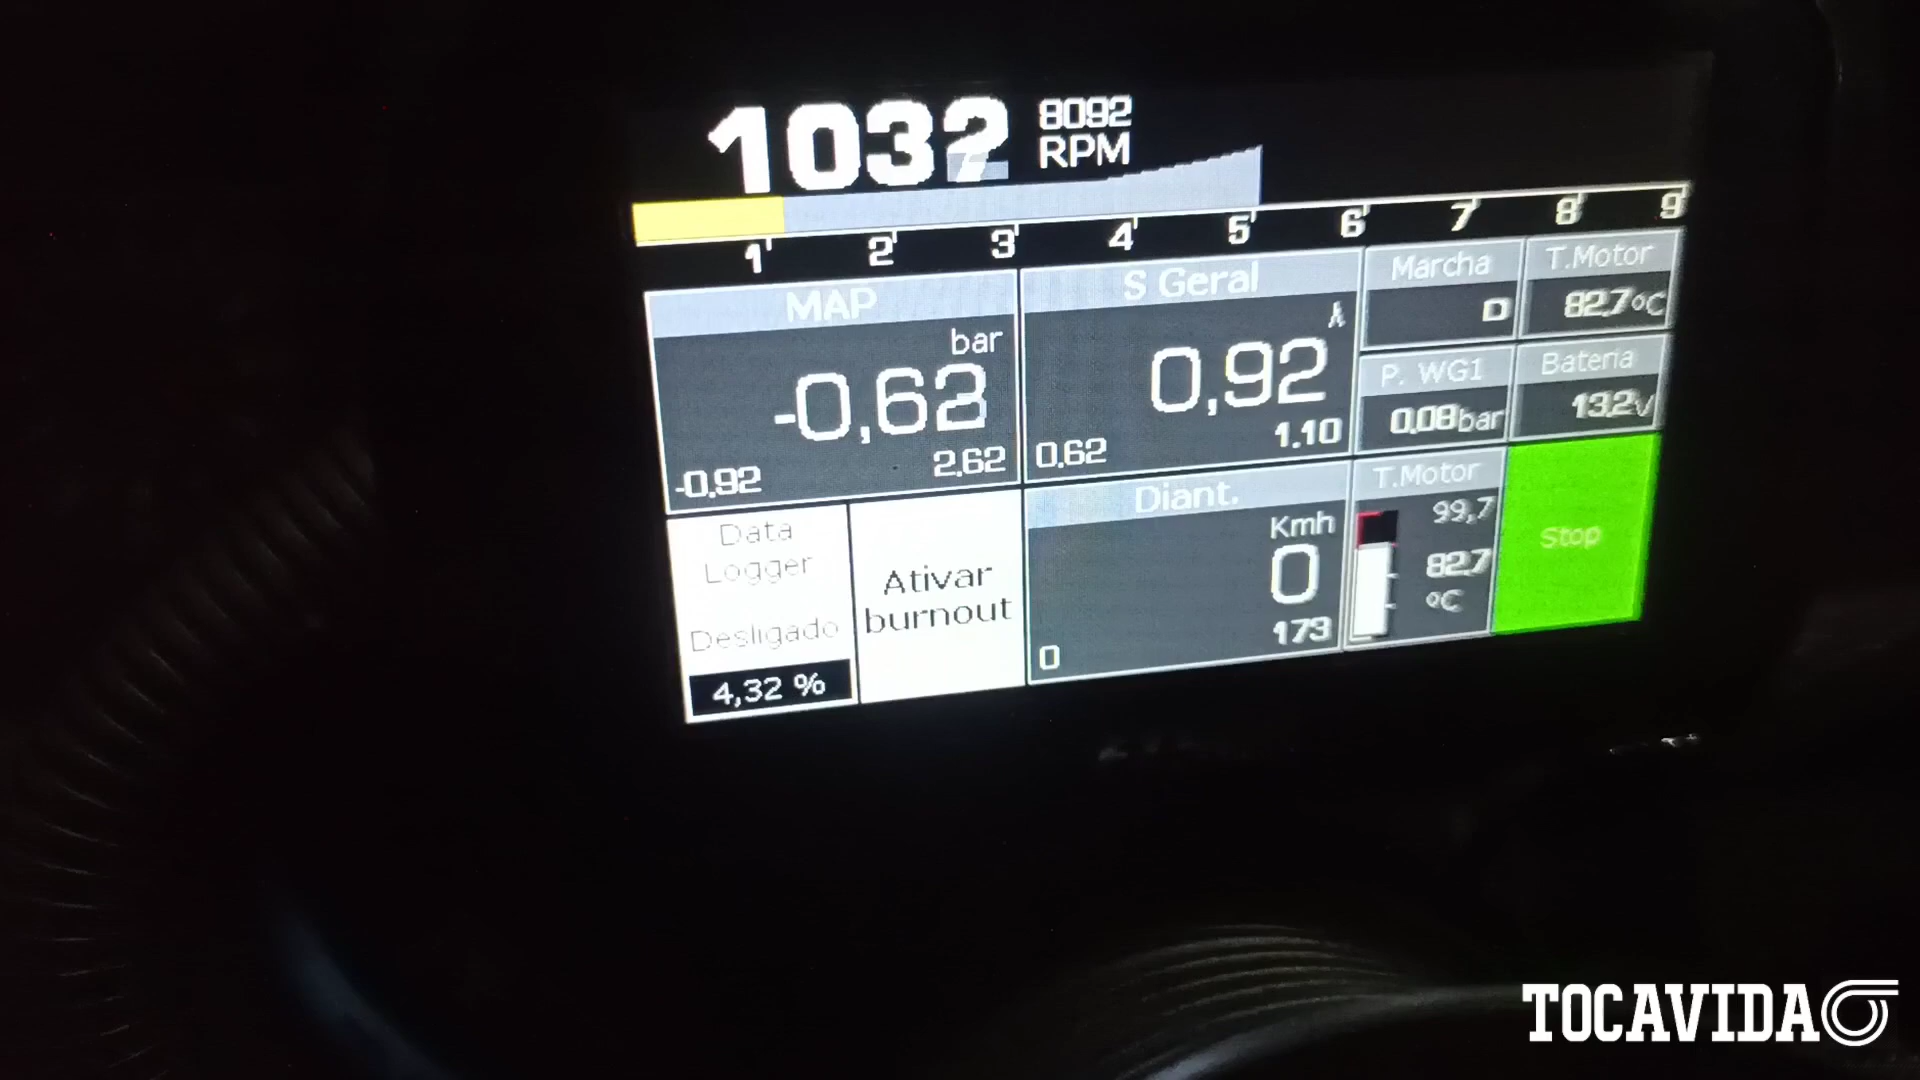 1032
8092
RPM
1' 2' 3' 4' 5' 6' 7' 8' 9'
MAP
bar
-0,62
-0.92 2.62
S Geral
λ
0,92
0.62 1.10
Marcha
D
T.Motor
82.7ºC
P. WG1
0.08bar
Bateria
13.2V
Data
Logger
Desligado
4,32 %
Ativar
burnout
Diant.
Kmh
0
0 173
T.Motor
99,7
82.7
ºC
Stop
TOCAVIDA